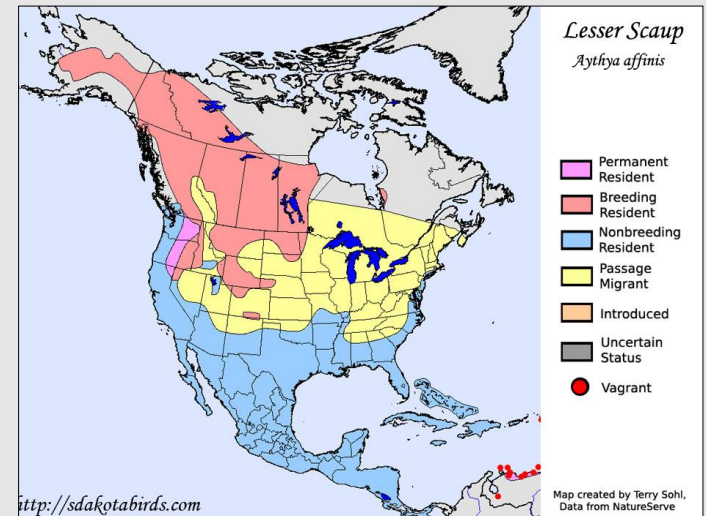 Lesser Scaup
Aythya affinis
Permanent
Resident
Breeding
Resident
Nonbreeding
Resident
Passage
Migrant
Introduced
Uncertain
Status
Vagrant
Map created by Terry Sohl,
Data from NatureServe
http://sdakotabirds.com